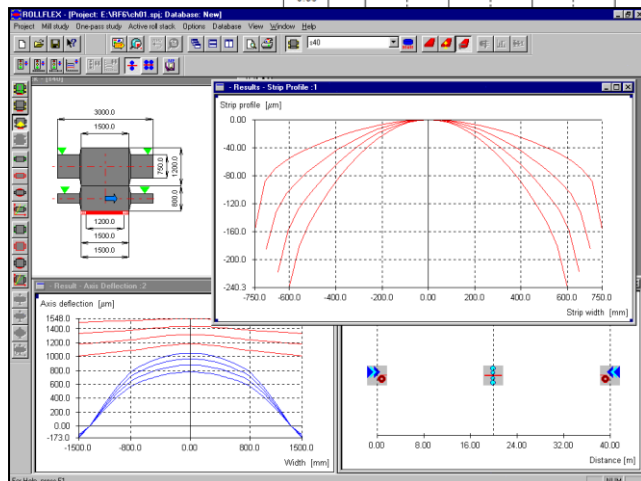 0.00
ROLLFLEX - [Project: E:\RF6\ch01.spj; Database: New]
Project Mill study One-pass study Active roll stack Options Database View Window Help
s40
- Results - Strip Profile :1
Strip profile [µm]
0.00
-40.00
-80.00
-120.00
-160.00
-200.00
-240.3
-750.0 -600.0 -400.0 -200.0 0.00 200.0 400.0 600.0 750.0
Strip width [mm]
3000.0
1500.0
750.0
1200.0
600.0
1200.0
1500.0
1500.0
- Result - Axis Deflection :2
Axis deflection [µm]
1548.0
1400.0
1200.0
1000.0
800.0
600.0
400.0
200.0
0.00
-173.0
-1500.0 -800.0 0.00 800.0 1500.0
Width [mm]
0.00 8.00 16.00 24.00 32.00 40.00
Distance [m]